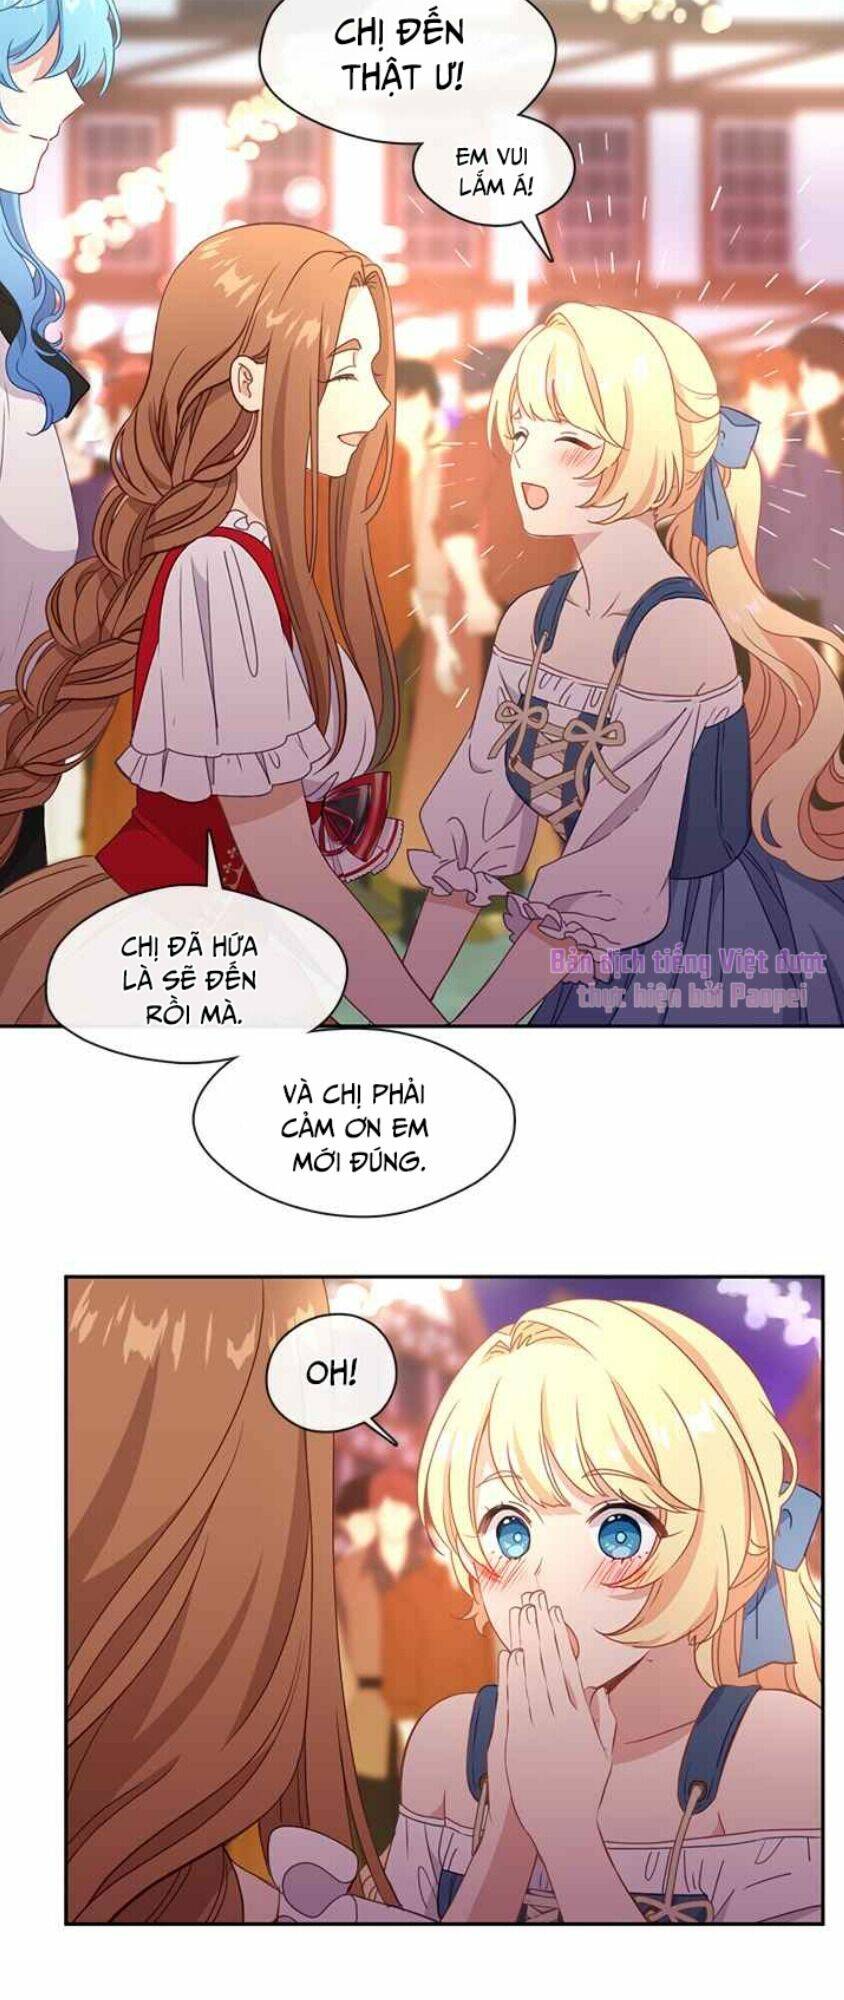 CHỊ ĐẾN
THẬT Ư!
EM VUI
LẮM Á!
CHỊ ĐÃ HỨA
LÀ SẼ ĐẾN
RỒI MÀ.
Bản dịch tiếng Việt được
thực hiện bởi Paopei
VÀ CHỊ PHẢI
CẢM ƠN EM
MỚI ĐÚNG.
OH!